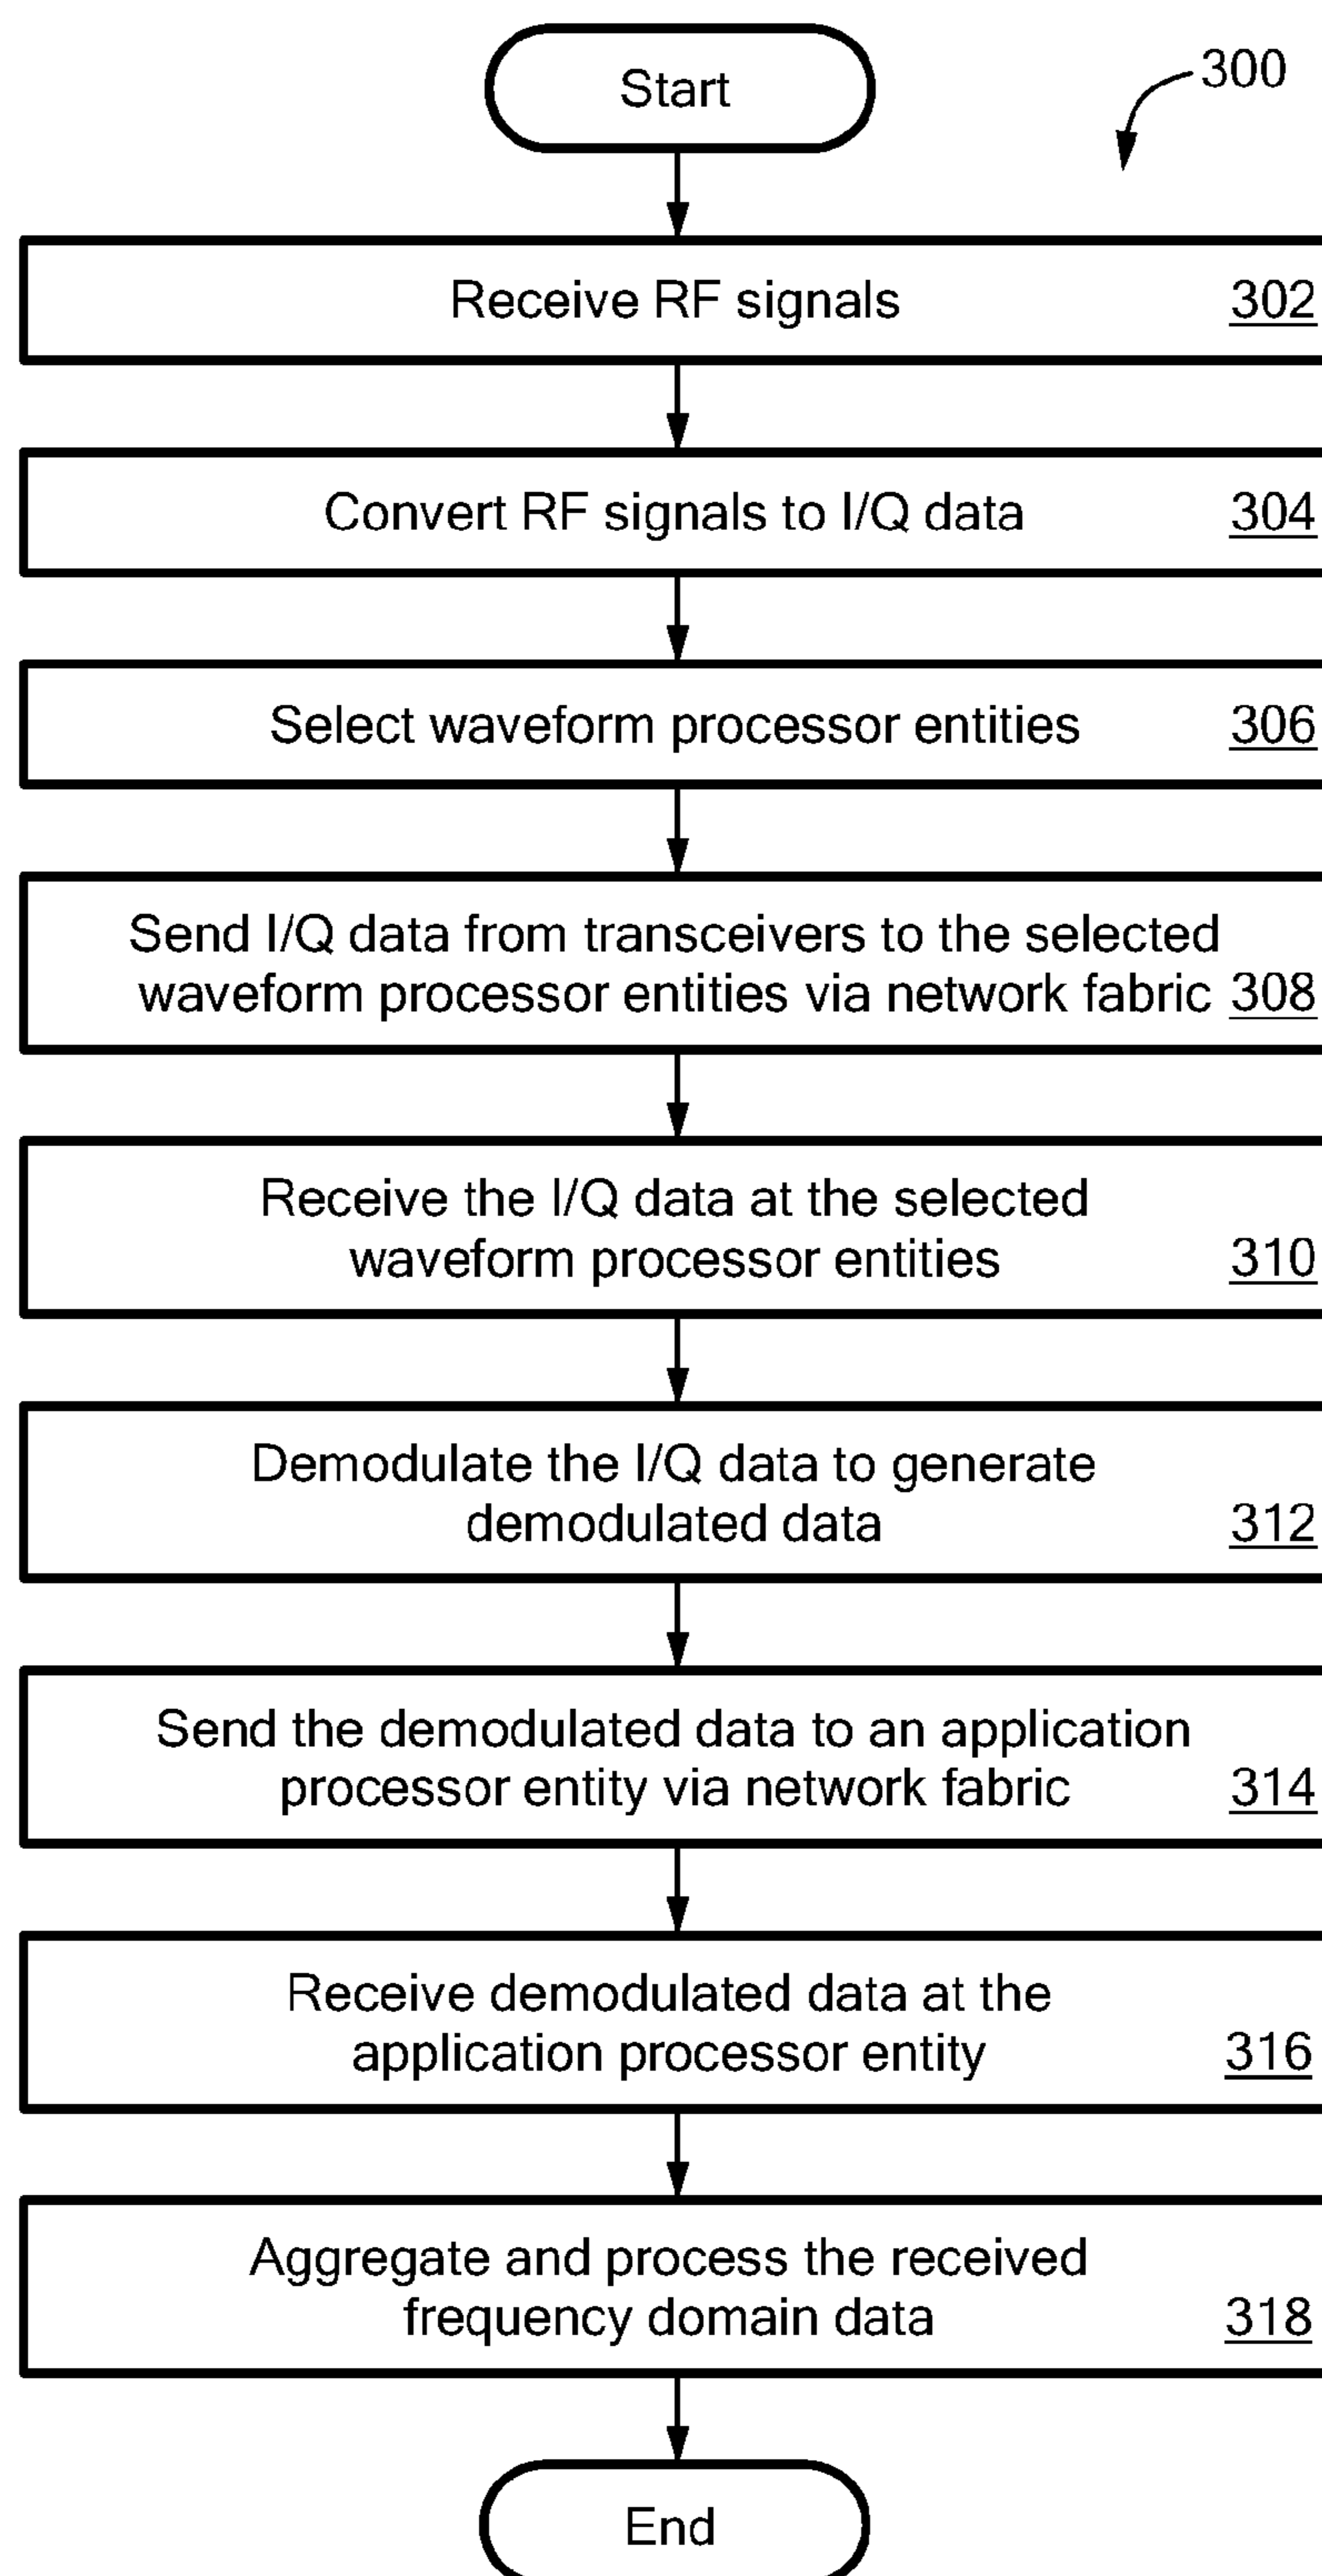 Start
300
Receive RF signals 302
Convert RF signals to I/Q data 304
Select waveform processor entities 306
Send I/Q data from transceivers to the selected
waveform processor entities via network fabric 308
Receive the I/Q data at the selected
waveform processor entities 310
Demodulate the I/Q data to generate
demodulated data 312
Send the demodulated data to an application
processor entity via network fabric 314
Receive demodulated data at the
application processor entity 316
Aggregate and process the received
frequency domain data 318
End